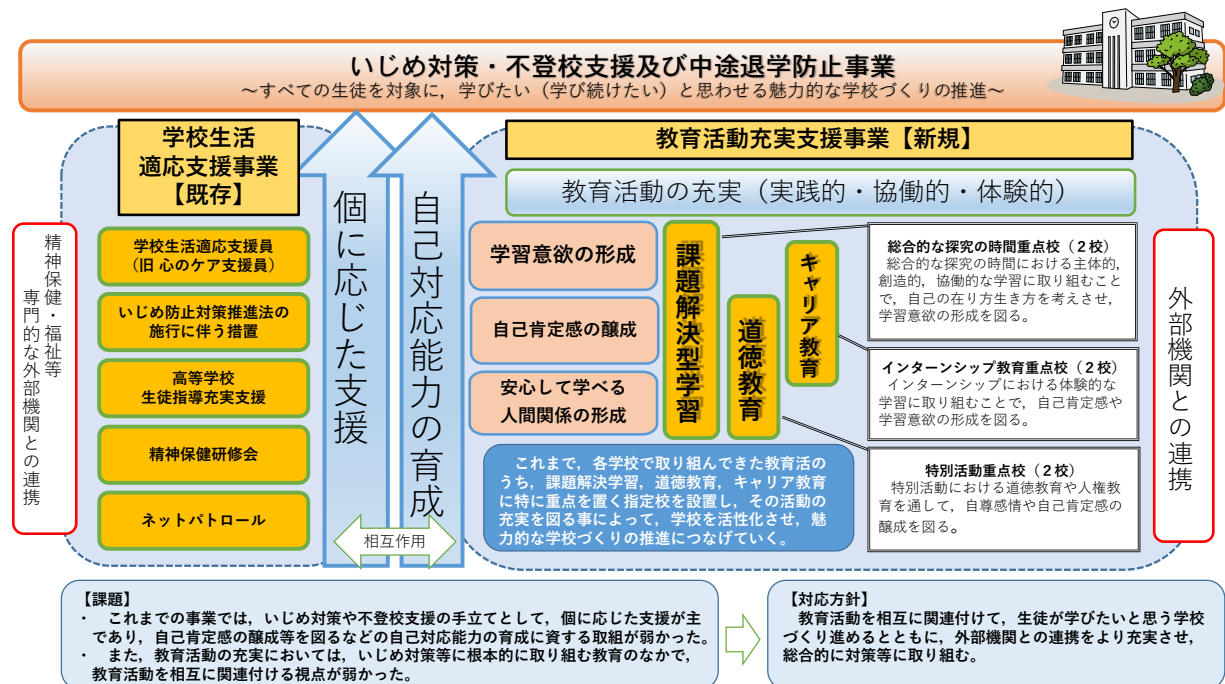 いじめ対策・不登校支援及び中途退学防止事業
～すべての生徒を対象に，学びたい（学び続けたい）と思わせる魅力的な学校づくりの推進～
学校生活
適応支援事業
【既存】
学校生活適応支援員
（旧 心のケア支援員）
いじめ防止対策推進法の
施行に伴う措置
高等学校
生徒指導充実支援
精神保健研修会
ネットパトロール
精神保健・福祉等
専門的な外部機関との連携
個に応じた支援
自己対応能力の育成
相互作用
教育活動充実支援事業【新規】
教育活動の充実（実践的・協働的・体験的）
学習意欲の形成
自己肯定感の醸成
安心して学べる
人間関係の形成
課題解決型学習
道徳教育
キャリア教育
総合的な探究の時間重点校（２校）
総合的な探究の時間における主体的，
創造的，協働的な学習に取り組むこと
で，自己の在り方生き方を考えさせ，
学習意欲の形成を図る。
インターンシップ教育重点校（２校）
インターンシップにおける体験的な
学習に取り組むことで，自己肯定感や
学習意欲の形成を図る。
特別活動重点校（２校）
特別活動における道徳教育や人権教
育を通して，自尊感情や自己肯定感の
醸成を図る。
これまで，各学校で取り組んできた教育活の
うち，課題解決学習，道徳教育，キャリア教育
に特に重点を置く指定校を設置し，その活動の
充実を図る事によって，学校を活性化させ，魅
力的な学校づくりの推進につなげていく。
外部機関との連携
【課題】
・　これまでの事業では，いじめ対策や不登校支援の手立てとして，個に応じた支援が主
であり，自己肯定感の醸成等を図るなどの自己対応能力の育成に資する取組が弱かった。
・　また，教育活動の充実においては，いじめ対策等に根本的に取り組む教育のなかで，
教育活動を相互に関連付ける視点が弱かった。
【対応方針】
教育活動を相互に関連付けて，生徒が学びたいと思う学校
づくり進めるとともに，外部機関との連携をより充実させ，
総合的に対策等に取り組む。